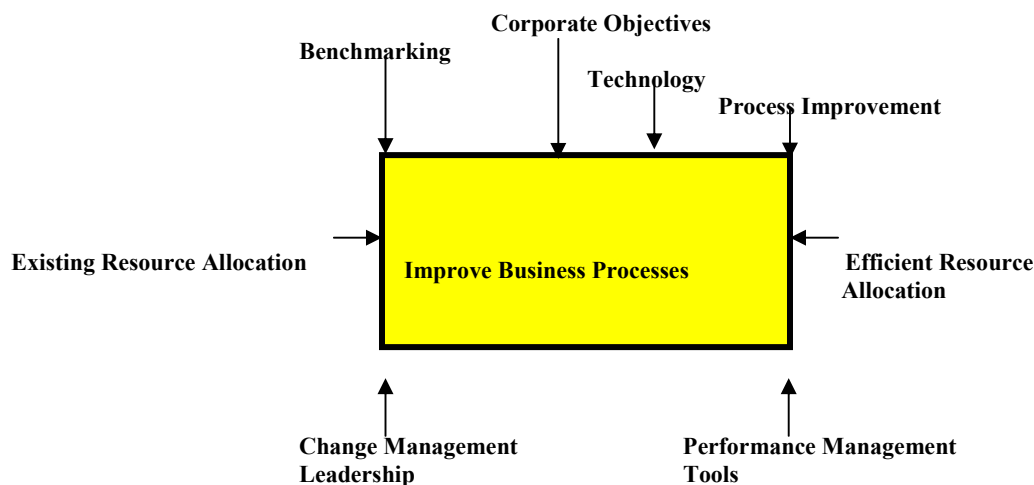 Corporate Objectives
Benchmarking
Technology
Process Improvement
Existing Resource Allocation
Improve Business Processes
Efficient Resource
Allocation
Change Management
Leadership
Performance Management
Tools